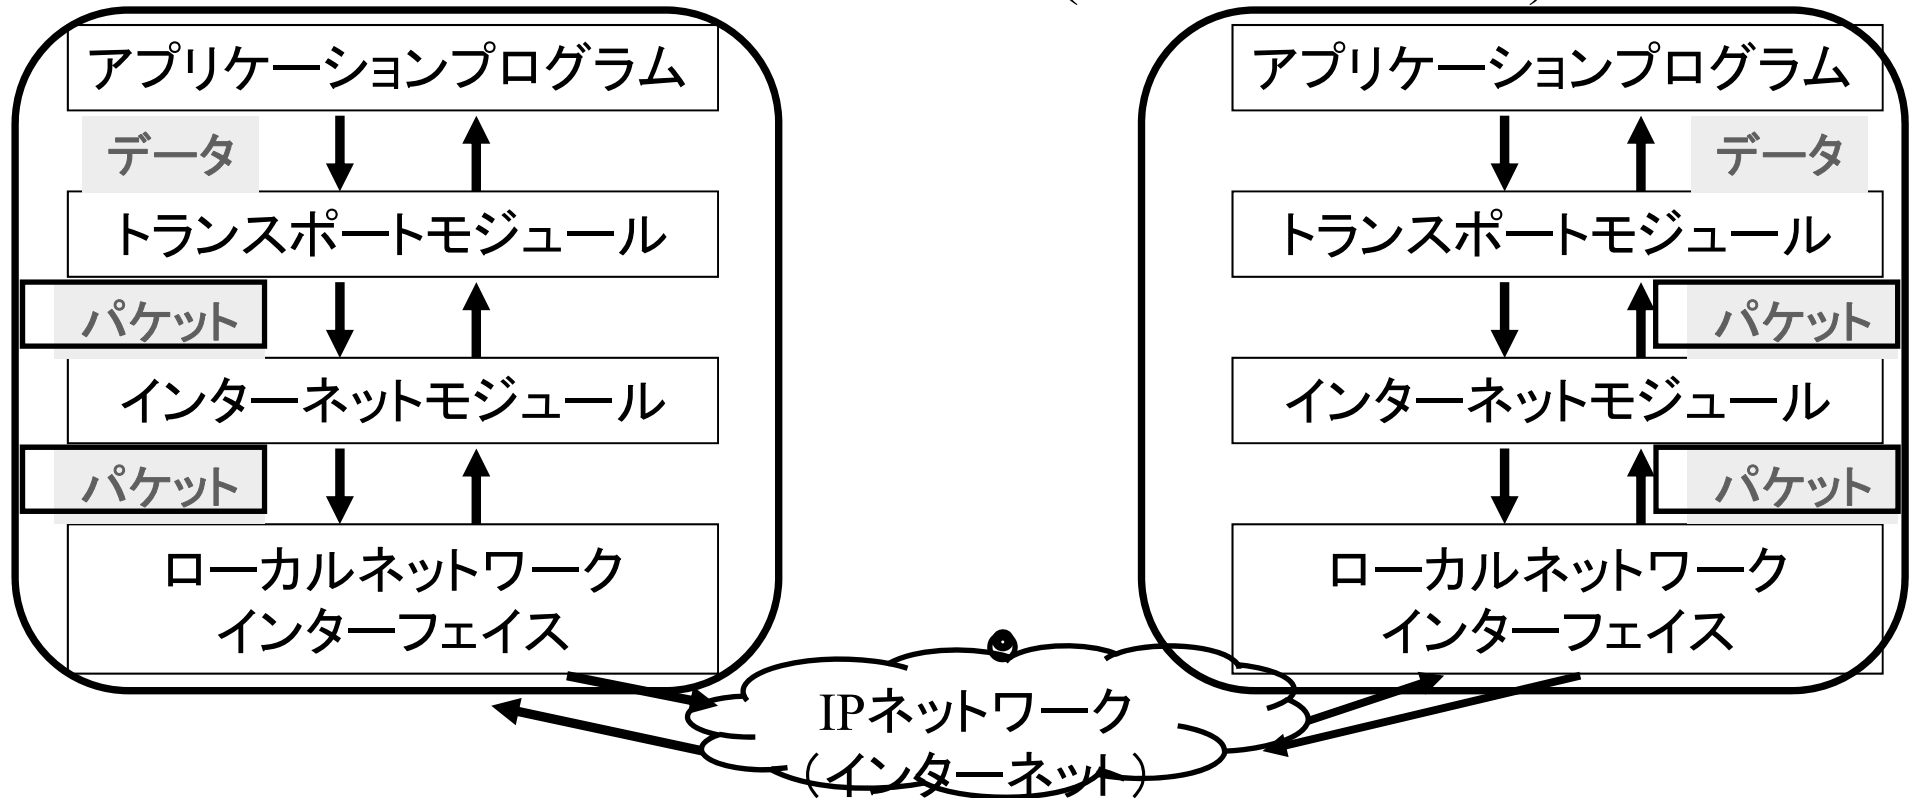 アプリケーションプログラム
データ
トランスポートモジュール
パケット
インターネットモジュール
パケット
ローカルネットワーク
インターフェイス
アプリケーションプログラム
データ
トランスポートモジュール
パケット
インターネットモジュール
パケット
ローカルネットワーク
インターフェイス
IPネットワーク
(インターネット)